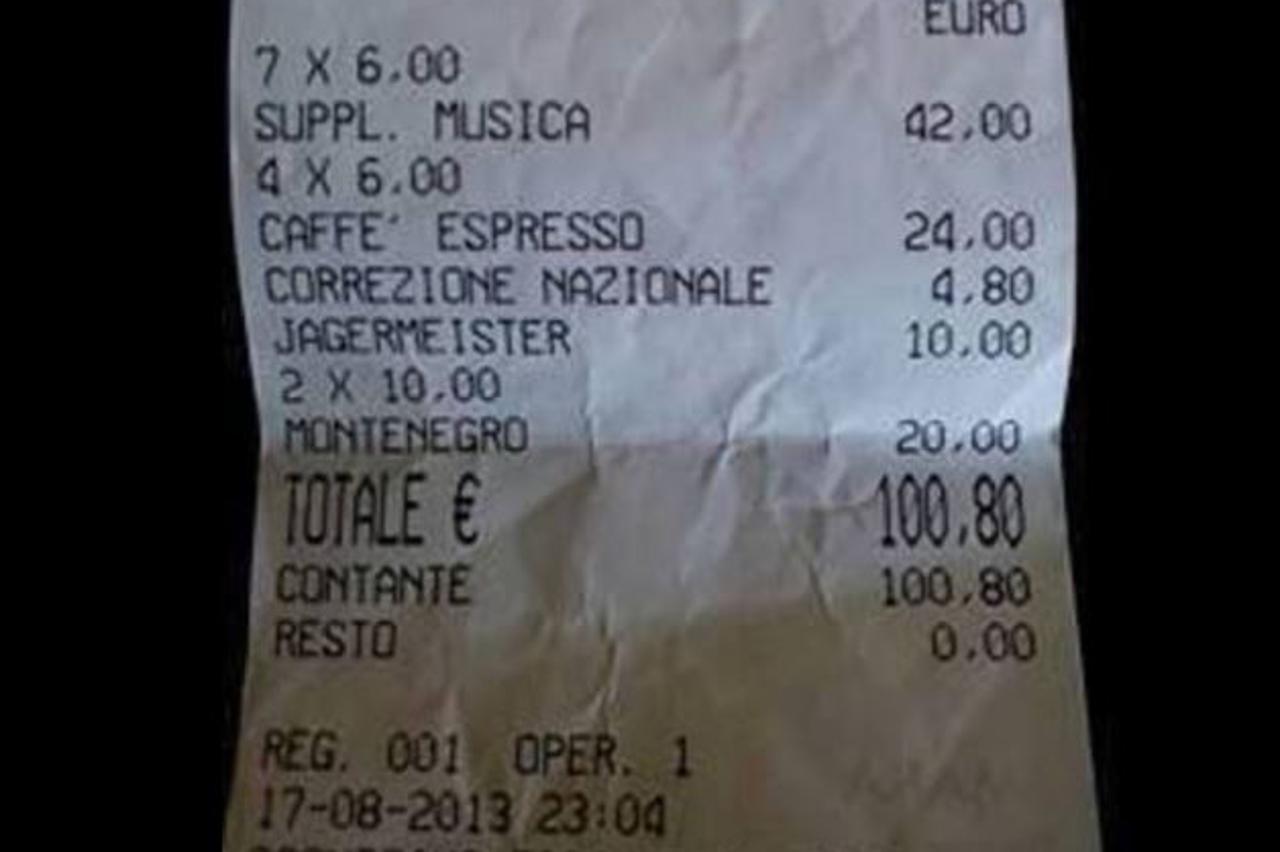 EURO
7 X 6,00
SUPPL. MUSICA 42,00
4 X 6,00
CAFFE' ESPRESSO 24,00
CORREZIONE NAZIONALE 4,80
JAGERMEISTER 10,00
2 X 10,00
MONTENEGRO 20,00
TOTALE € 100,80
CONTANTE 100,80
RESTO 0,00
REG. 001 OPER. 1
17-08-2013 23:04